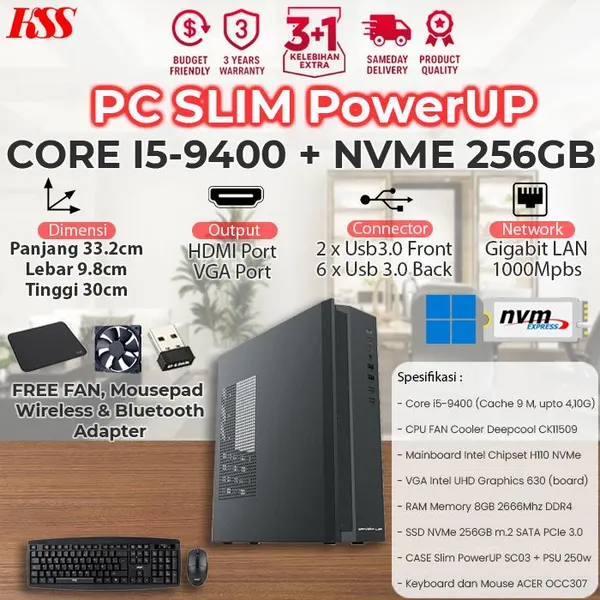 KSS
BUDGET
FRIENDLY
3
3 YEARS
WARRANTY
3+1
KELEBIHAN
EXTRA
SAMEDAY
DELIVERY
PRODUCT
QUALITY
PC SLIM PowerUP
CORE I5-9400 + NVME 256GB
Dimensi
Panjang 33.2cm
Lebar 9.8cm
Tinggi 30cm
Output
HDMI Port
VGA Port
Connector
2 x Usb3.0 Front
6 x Usb 3.0 Back
Network
Gigabit LAN
1000Mpbs
nvm
EXPRESS
FREE FAN, Mousepad
Wireless & Bluetooth
Adapter
Spesifikasi :
- Core i5-9400 (Cache 9 M, upto 4,10G)
- CPU FAN Cooler Deepcool CK11509
- Mainboard Intel Chipset H110 NVMe
- VGA Intel UHD Graphics 630 (board)
- RAM Memory 8GB 2666Mhz DDR4
- SSD NVMe 256GB m.2 SATA PCIe 3.0
- CASE Slim PowerUP SC03 + PSU 250w
- Keyboard dan Mouse ACER OCC307